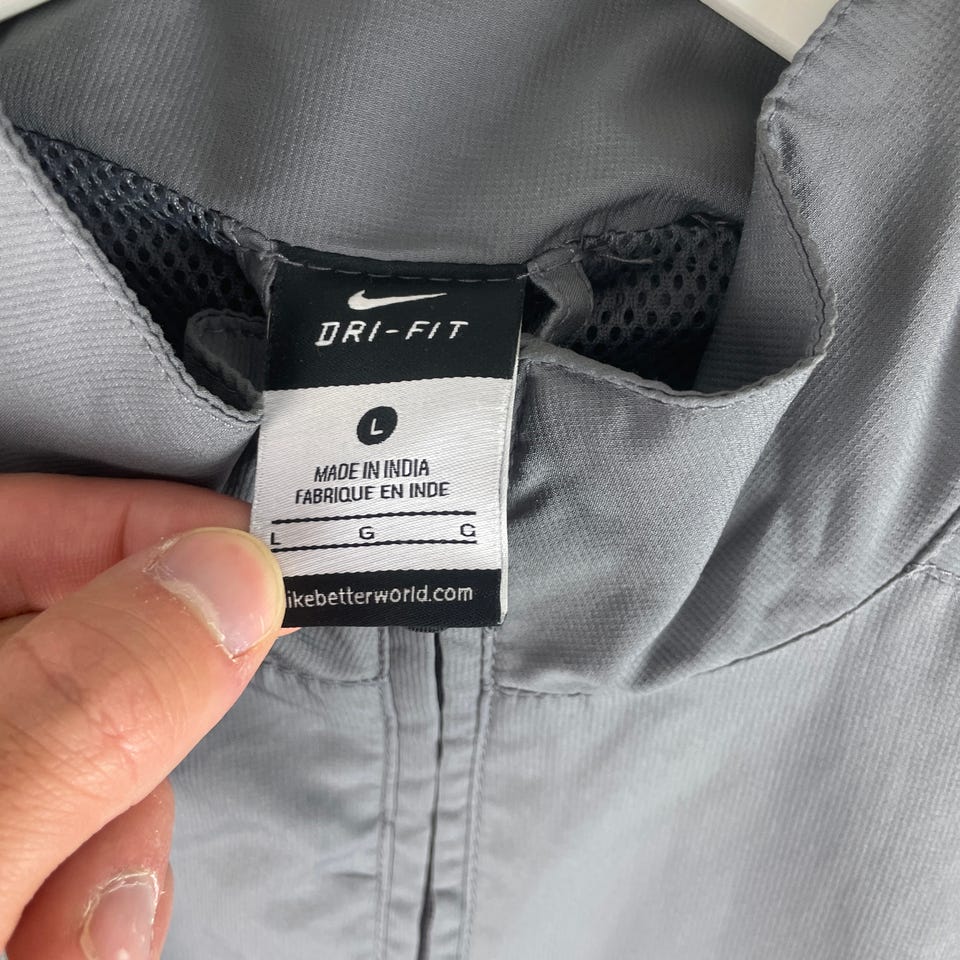 DRI-FIT
L
MADE IN INDIA
FABRIQUE EN INDE
L G G
ikebetterworld.com